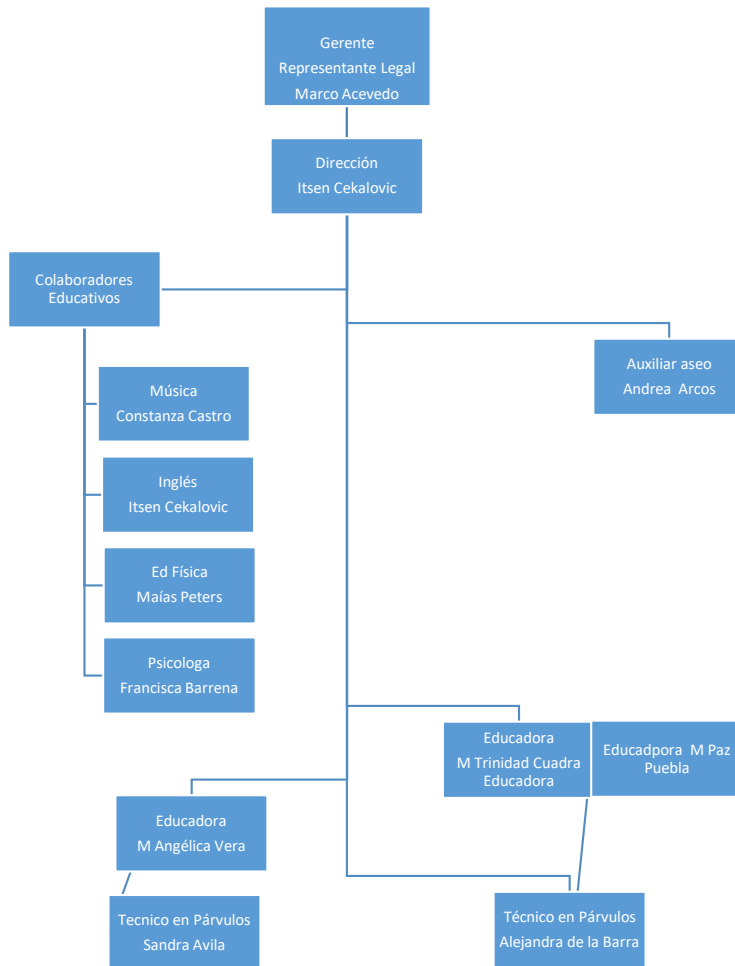 Gerente
Representante Legal
Marco Acevedo
Dirección
Itsen Cekalovic
Colaboradores
Educativos
Auxiliar aseo
Andrea Arcos
Música
Constanza Castro
Inglés
Itsen Cekalovic
Ed Física
Maías Peters
Psicologa
Francisca Barrena
Educadora
M Trinidad Cuadra
Educadora
Educadpora M Paz
Puebla
Educadora
M Angélica Vera
Tecnico en Párvulos
Sandra Avila
Técnico en Párvulos
Alejandra de la Barra